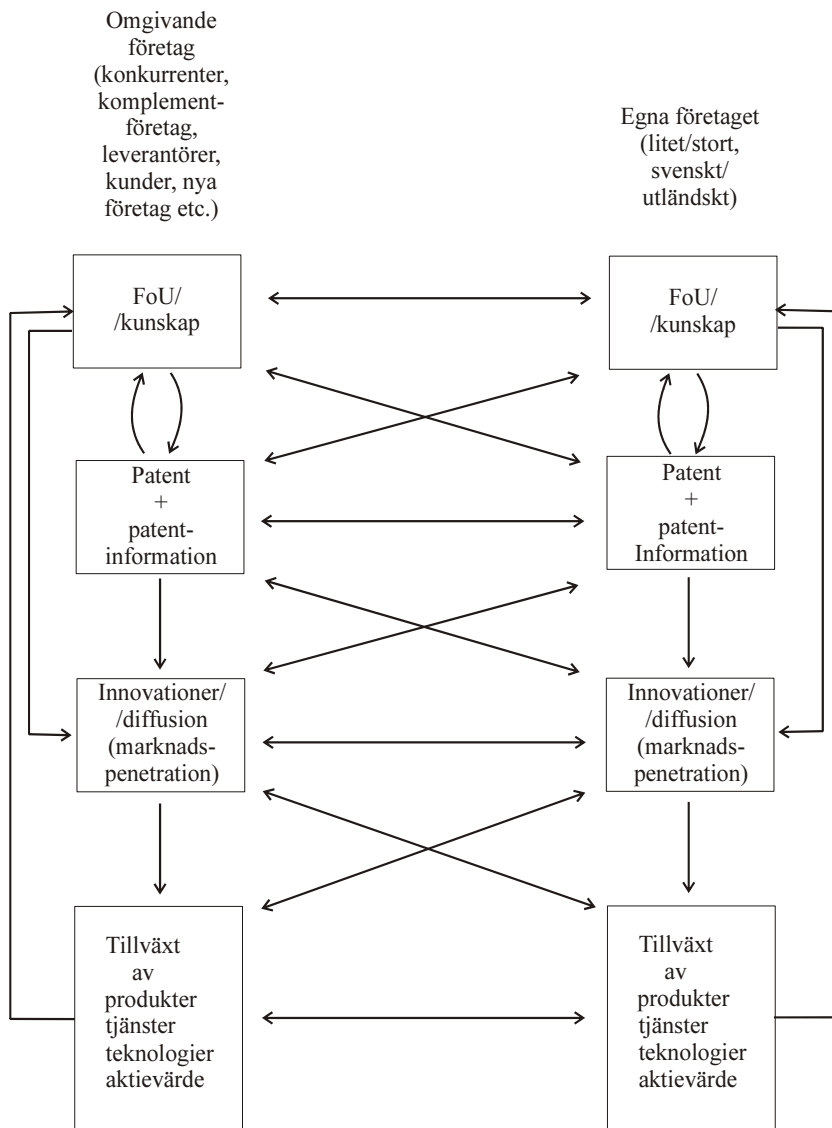 Omgivande
företag
(konkurrenter,
komplement-
företag,
leverantörer,
kunder, nya
företag etc.)
Egna företaget
(litet/stort,
svenskt/
utländskt)
FoU/
/kunskap
FoU/
/kunskap
Patent
+
patent-
information
Patent
+
patent-
Information
Innovationer/
/diffusion
(marknads-
penetration)
Innovationer/
/diffusion
(marknads-
penetration)
Tillväxt
av
produkter
tjänster
teknologier
aktievärde
Tillväxt
av
produkter
tjänster
teknologier
aktievärde